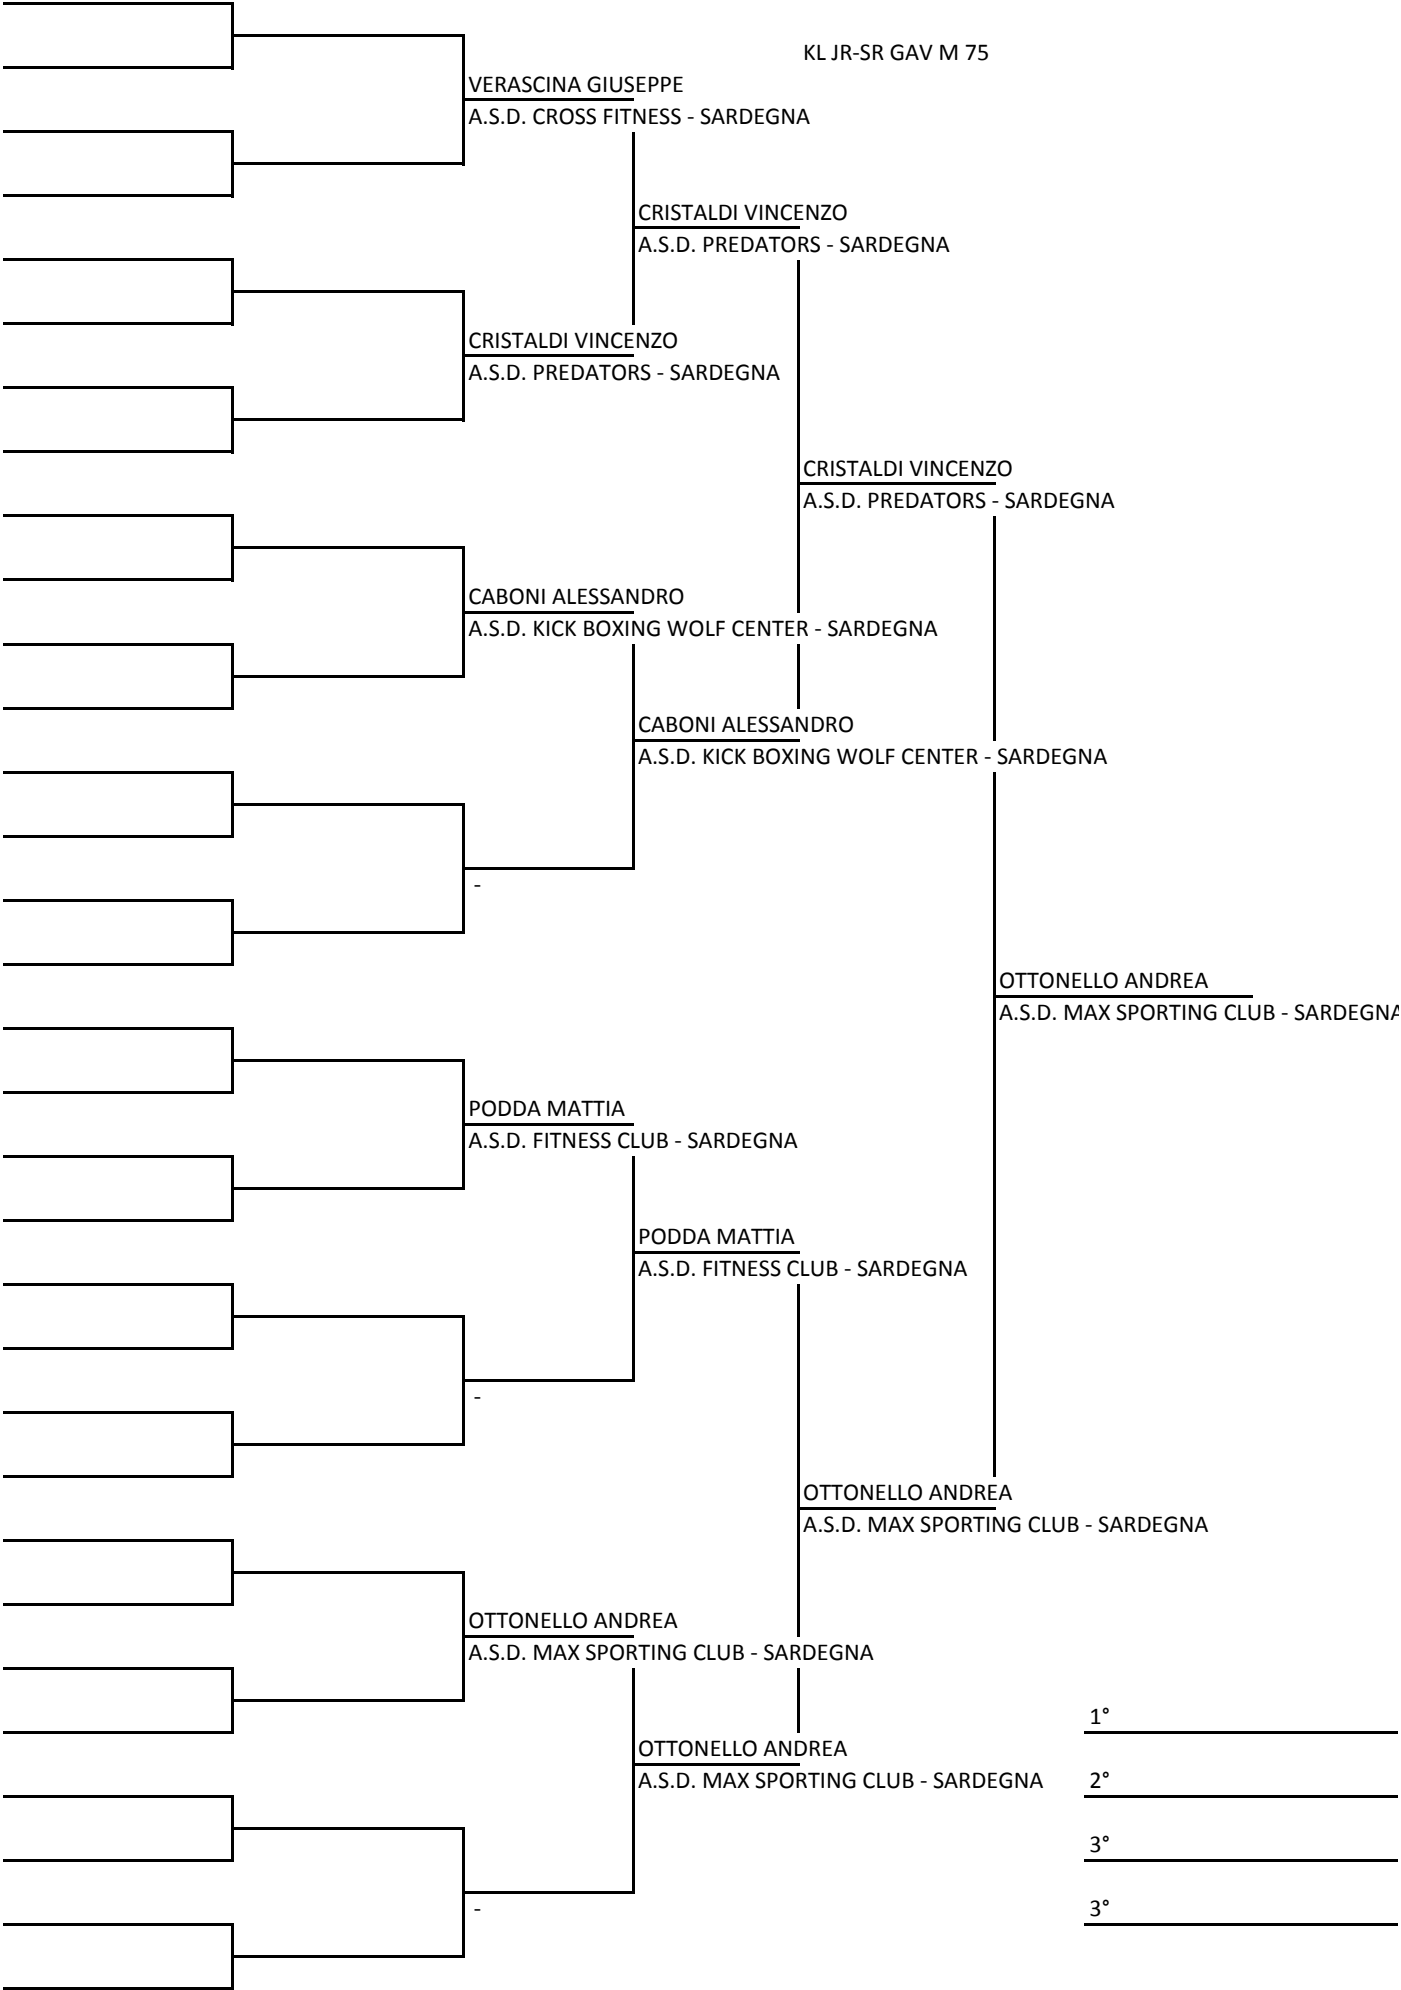 KL JR-SR GAV M 75
VERASCINA GIUSEPPE
A.S.D. CROSS FITNESS - SARDEGNA
CRISTALDI VINCENZO
A.S.D. PREDATORS - SARDEGNA
CRISTALDI VINCENZO
A.S.D. PREDATORS - SARDEGNA
CRISTALDI VINCENZO
A.S.D. PREDATORS - SARDEGNA
CABONI ALESSANDRO
A.S.D. KICK BOXING WOLF CENTER - SARDEGNA
CABONI ALESSANDRO
A.S.D. KICK BOXING WOLF CENTER - SARDEGNA
-
OTTONELLO ANDREA
A.S.D. MAX SPORTING CLUB - SARDEGNA
PODDA MATTIA
A.S.D. FITNESS CLUB - SARDEGNA
PODDA MATTIA
A.S.D. FITNESS CLUB - SARDEGNA
-
OTTONELLO ANDREA
A.S.D. MAX SPORTING CLUB - SARDEGNA
OTTONELLO ANDREA
A.S.D. MAX SPORTING CLUB - SARDEGNA
1°
OTTONELLO ANDREA
A.S.D. MAX SPORTING CLUB - SARDEGNA
2°
3°
-
3°